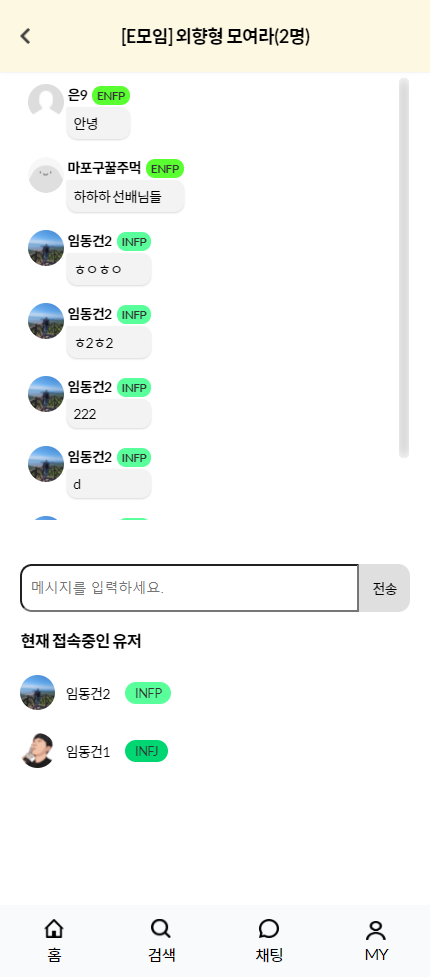 [E모임] 외향형 모여라(2명)
은9 ENFP
안녕
마포구꿀주먹 ENFP
하하하 선배님들
임동건2 INFP
ㅎㅇㅎㅇ
임동건2 INFP
ㅎ2ㅎ2
임동건2 INFP
222
임동건2 INFP
d
메시지를 입력하세요. 전송
현재 접속중인 유저
임동건2 INFP
임동건1 INFJ
홈 검색 채팅 MY